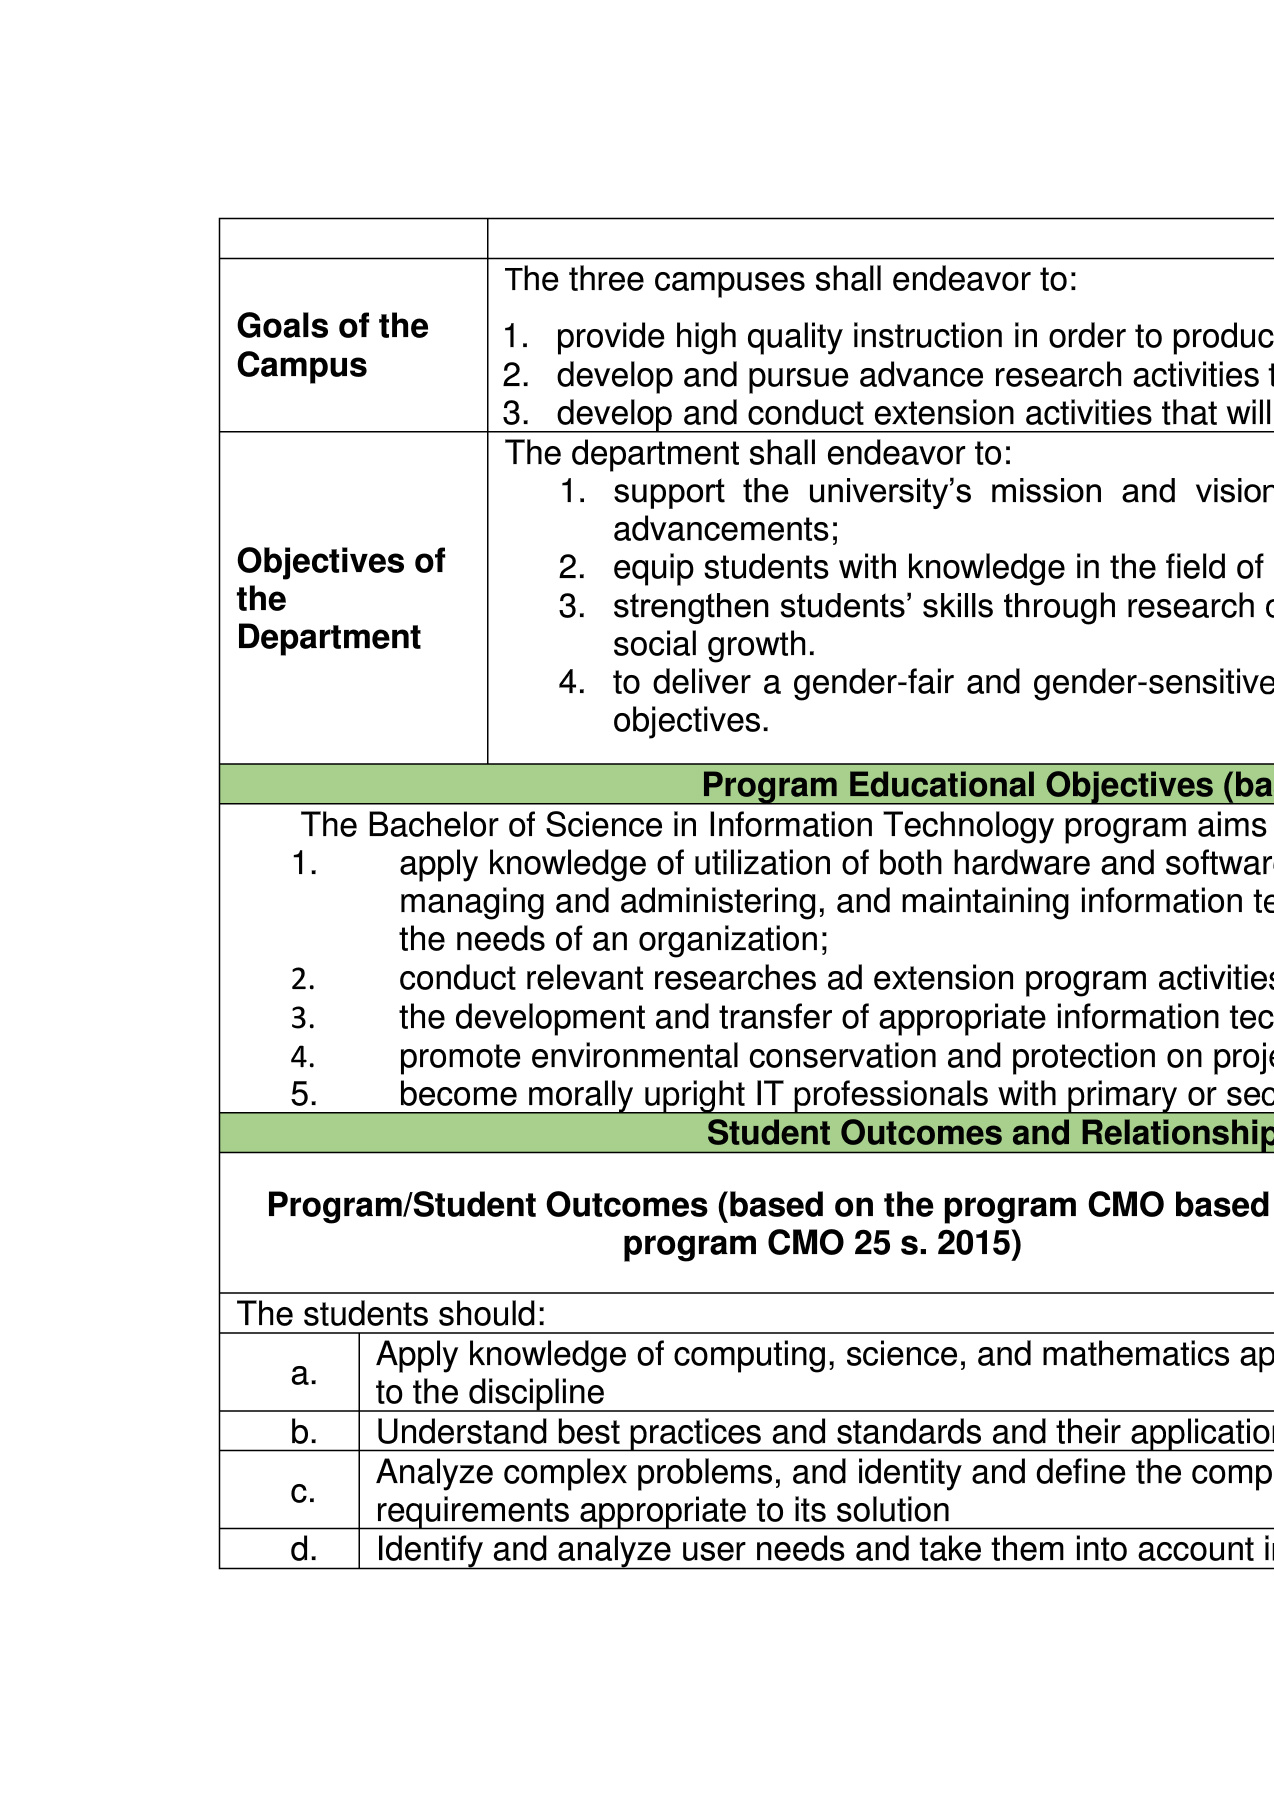 The three campuses shall endeavor to:
Goals of the
Campus
1. provide high quality instruction in order to produc
2. develop and pursue advance research activities t
3. develop and conduct extension activities that will
The department shall endeavor to:
1. support the university’s mission and vision
advancements;
Objectives of
the
Department
2. equip students with knowledge in the field of
3. strengthen students’ skills through research
social growth.
4. to deliver a gender-fair and gender-sensitive
objectives.
Program Educational Objectives (ba
The Bachelor of Science in Information Technology program aims
1. apply knowledge of utilization of both hardware and softwar
managing and administering, and maintaining information te
the needs of an organization;
2. conduct relevant researches ad extension program activities
3. the development and transfer of appropriate information tec
4. promote environmental conservation and protection on proje
5. become morally upright IT professionals with primary or sec
Student Outcomes and Relationship
Program/Student Outcomes (based on the program CMO based
program CMO 25 s. 2015)
The students should:
a. Apply knowledge of computing, science, and mathematics ap
to the discipline
b. Understand best practices and standards and their application
c. Analyze complex problems, and identity and define the comp
requirements appropriate to its solution
d. Identify and analyze user needs and take them into account i